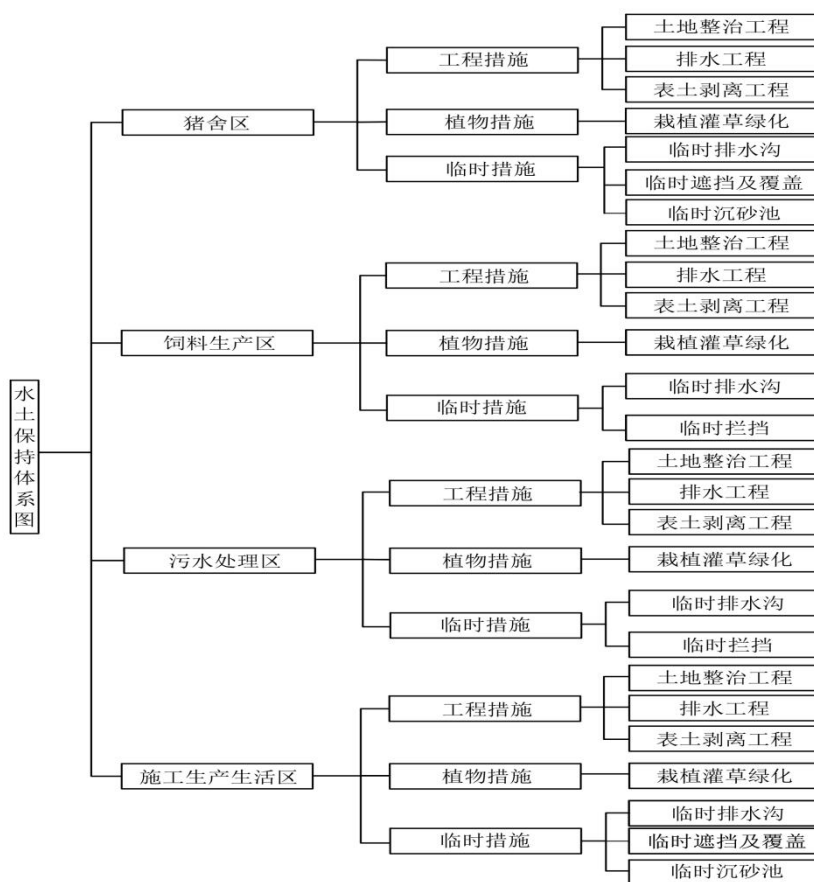 水土保持体系图
猪舍区
工程措施
土地整治工程
排水工程
表土剥离工程
植物措施
栽植灌草绿化
临时措施
临时排水沟
临时遮挡及覆盖
临时沉砂池
饲料生产区
工程措施
土地整治工程
排水工程
表土剥离工程
植物措施
栽植灌草绿化
临时措施
临时排水沟
临时拦挡
污水处理区
工程措施
土地整治工程
排水工程
表土剥离工程
植物措施
栽植灌草绿化
临时措施
临时排水沟
临时拦挡
施工生产生活区
工程措施
土地整治工程
排水工程
表土剥离工程
植物措施
栽植灌草绿化
临时措施
临时排水沟
临时遮挡及覆盖
临时沉砂池